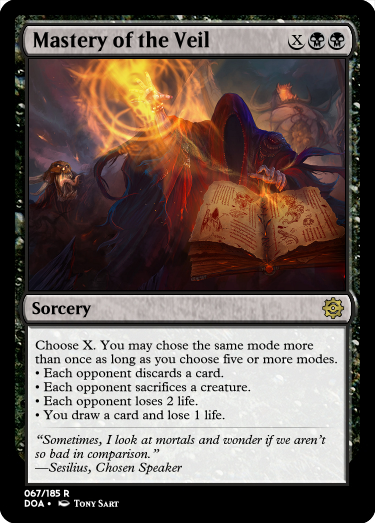 Mastery of the Veil X
Sorcery
Choose X. You may chose the same mode more
than once as long as you choose five or more modes.
• Each opponent discards a card.
• Each opponent sacrifices a creature.
• Each opponent loses 2 life.
• You draw a card and lose 1 life.
“Sometimes, I look at mortals and wonder if we aren’t
so bad in comparison.”
—Sesilius, Chosen Speaker
067/185 R
DOA • Tony Sart